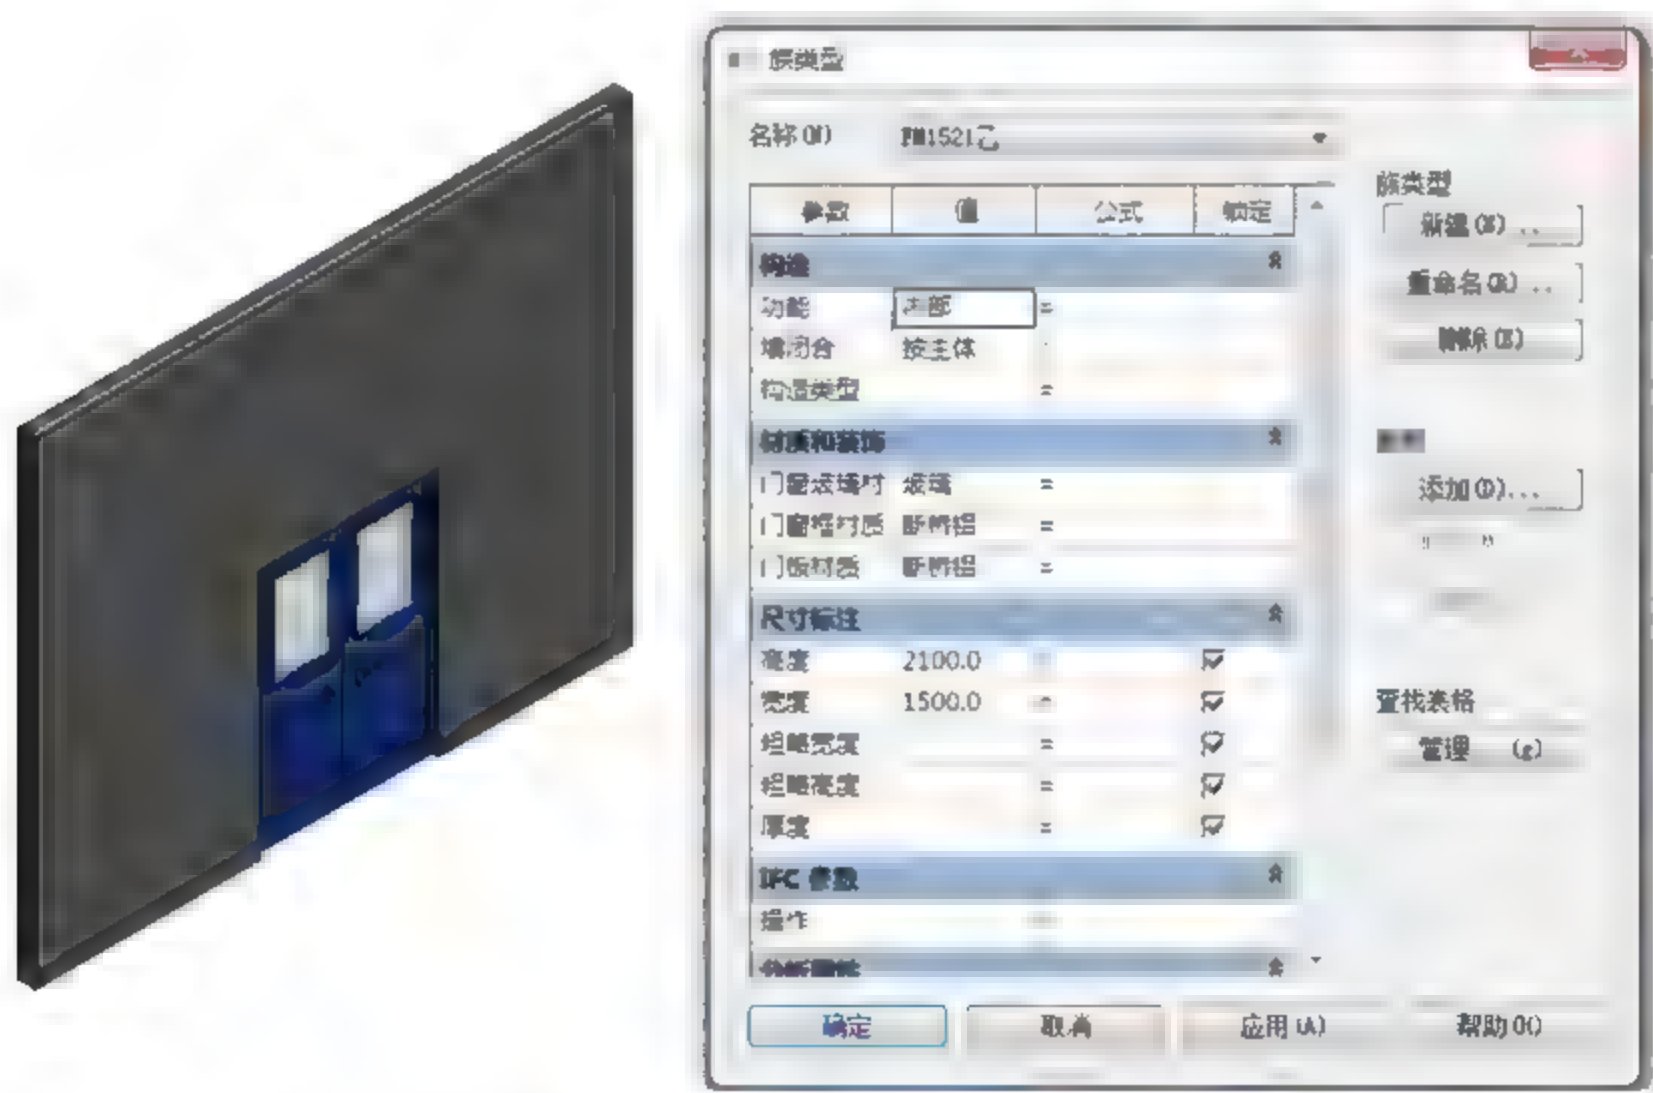 族类型
名称(N)
FM1521乙
参数 值 公式 锁定
构造
功能 内部 =
墙闭合 按主体
构造类型 =
材质和装饰
门窗玻璃材 玻璃 =
门窗框材质 断桥铝 =
门板材质 断桥铝 =
尺寸标注
高度 2100.0
宽度 1500.0
粗略宽度 =
粗略高度 =
厚度 =
IFC 参数
操作
分析属性
族类型
新建(N)...
重命名(R)...
删除(E)
添加(D)...
查找表格
管理 (g)
确定 取消 应用(A) 帮助(H)